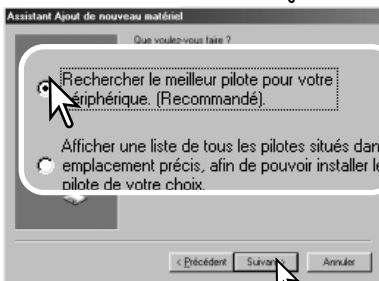 Assistant Ajout de nouveau matériel
Que voulez-vous faire ?
Rechercher le meilleur pilote pour votre
périphérique. (Recommandé).
Afficher une liste de tous les pilotes situés dan
emplacement précis, afin de pouvoir installer le
pilote de votre choix.
< Précédent Suivant > Annuler